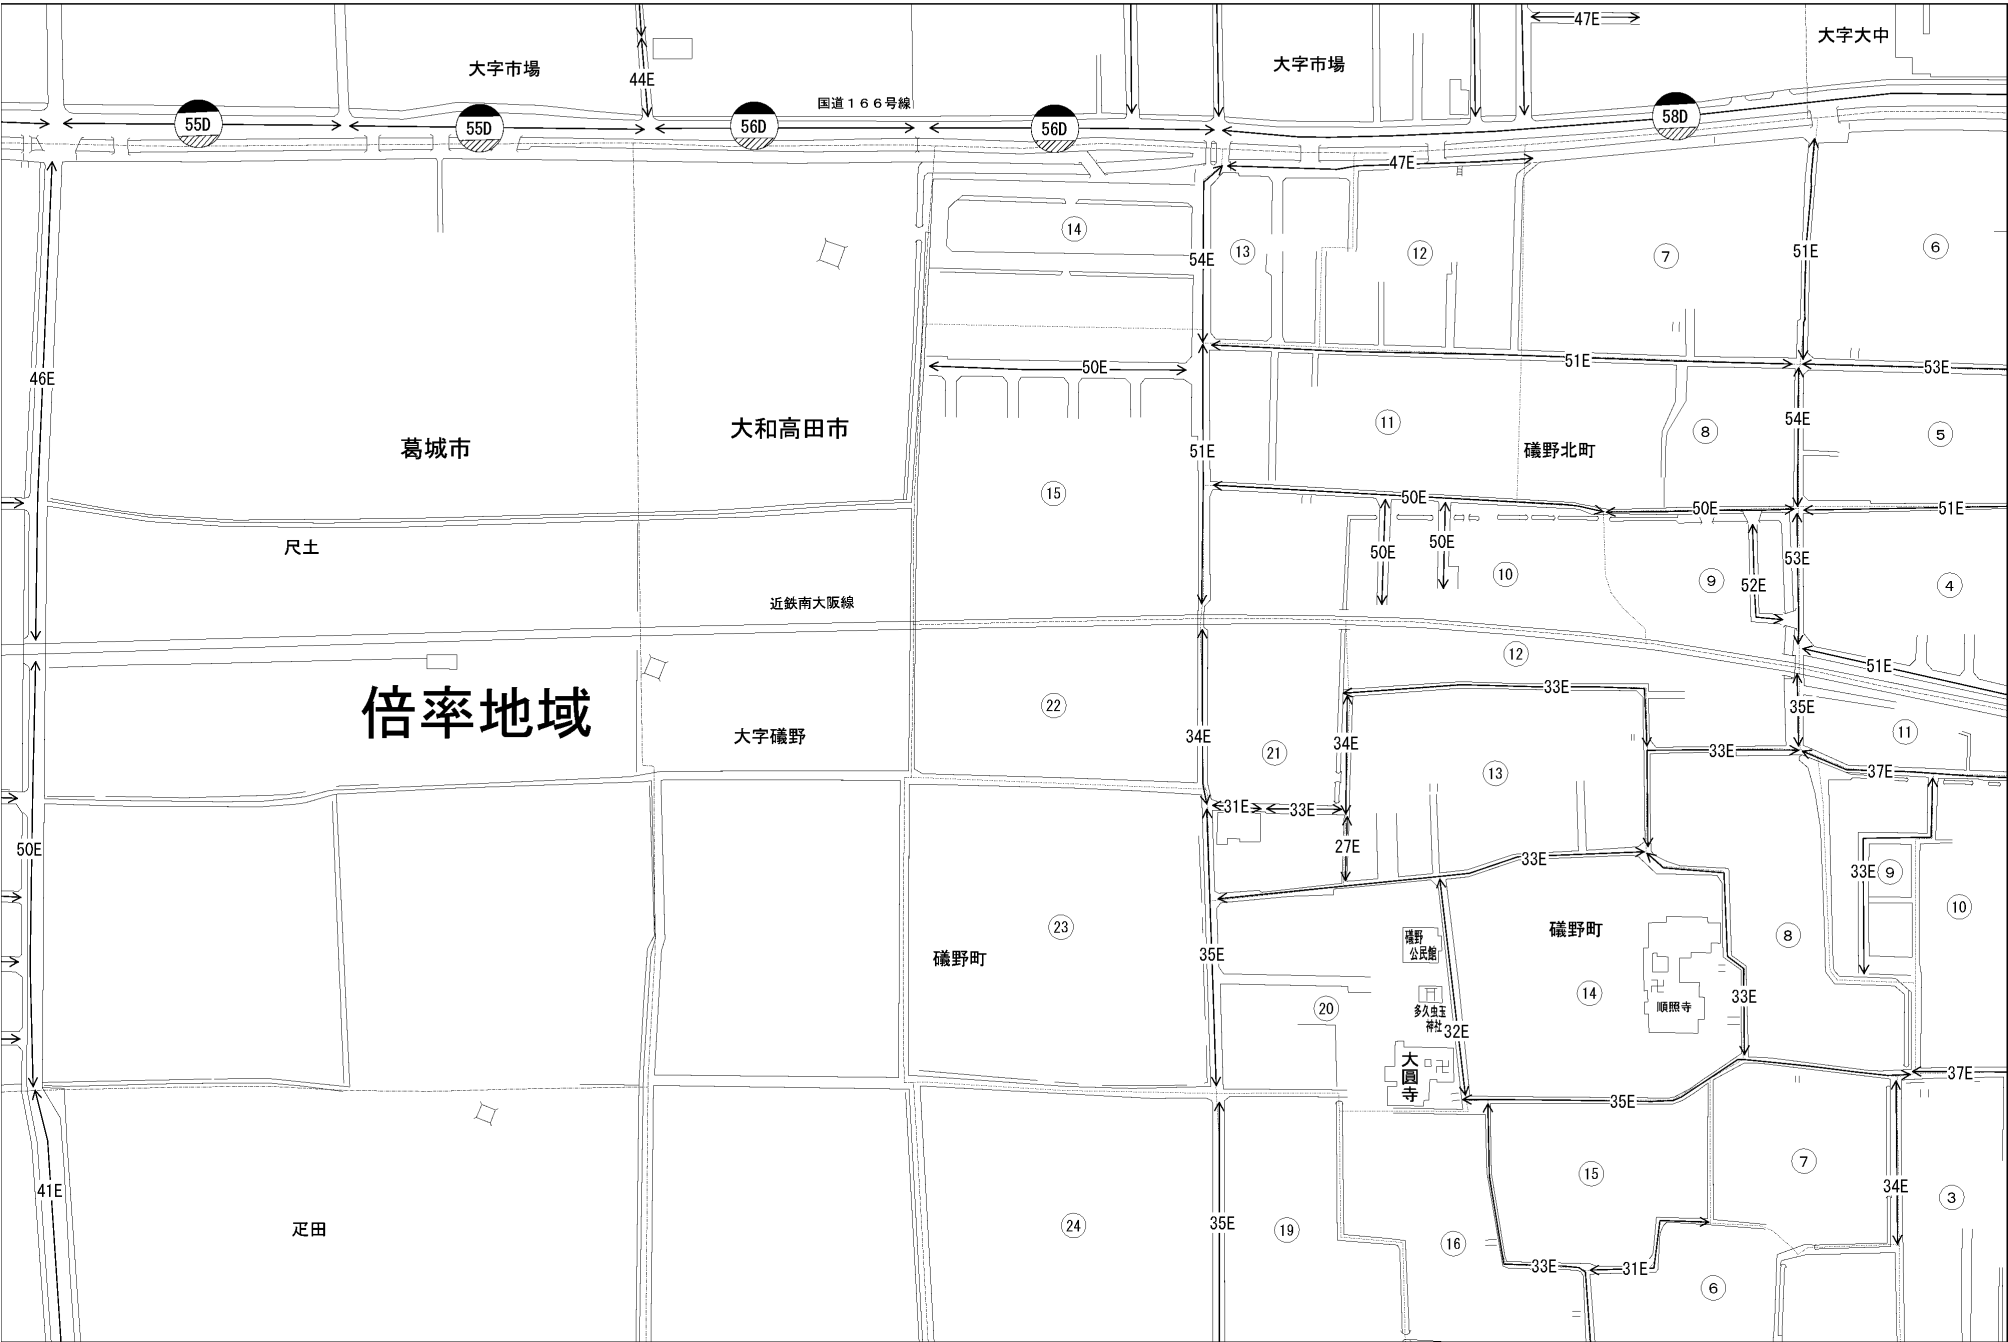 47E
大字大中
大字市場
大字市場
44E
国道166号線
55D
55D
56D
56D
58D
47E
14
54E
13
12
7
51E
6
46E
50E
51E
53E
大和高田市
葛城市
11
8
54E
5
51E
礒野北町
15
50E
50E
51E
尺土
50E
50E
10
9
52E
53E
4
近鉄南大阪線
12
51E
倍率地域
33E
22
35E
大字礒野
34E
21
34E
33E
11
13
37E
31E
33E
50E
27E
33E
33E
9
10
23
礒野町
礒野
公民館
礒野町
8
35E
14
33E
20
順照寺
多久虫玉
神社
32E
大圓寺
37E
35E
15
7
34E
3
41E
疋田
24
35E
19
16
33E
31E
6